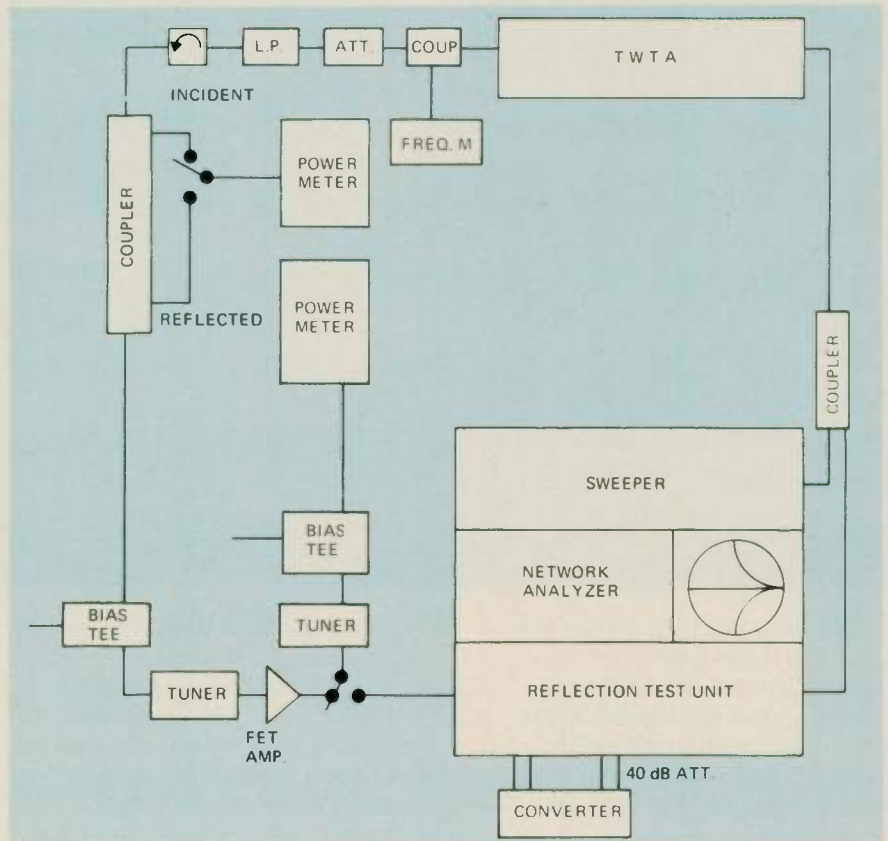 L.P.
ATT.
COUP
TWTA
INCIDENT
FREQ. M
POWER
METER
COUPLER
REFLECTED
POWER
METER
COUPLER
SWEEPER
BIAS
TEE
NETWORK
ANALYZER
BIAS
TEE
TUNER
TUNER
REFLECTION TEST UNIT
FET
AMP.
40 dB ATT.
CONVERTER